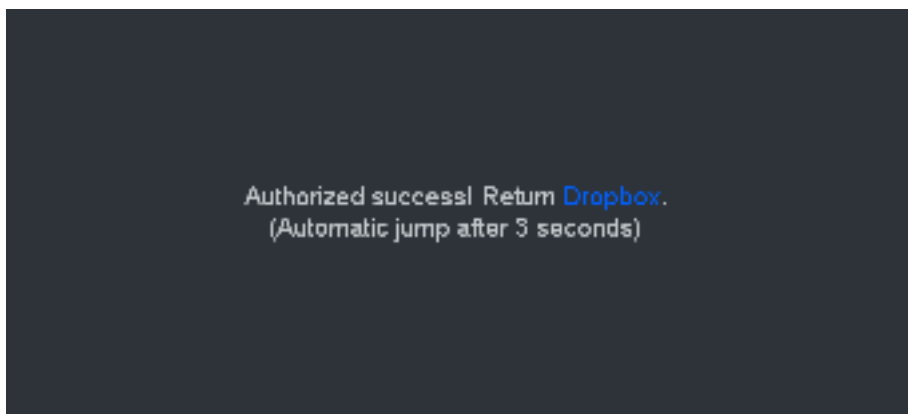 Authorized success! Return Dropbox.
(Automatic jump after 3 seconds)